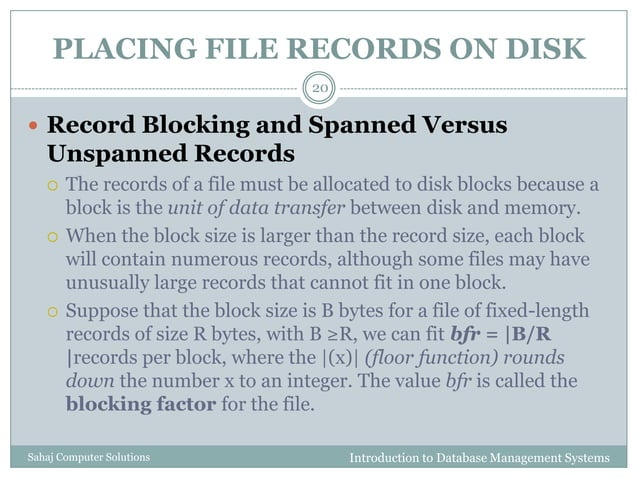 PLACING FILE RECORDS ON DISK
20
Record Blocking and Spanned Versus
Unspanned Records
The records of a file must be allocated to disk blocks because a
block is the unit of data transfer between disk and memory.
When the block size is larger than the record size, each block
will contain numerous records, although some files may have
unusually large records that cannot fit in one block.
Suppose that the block size is B bytes for a file of fixed-length
records of size R bytes, with B ≥R, we can fit bfr = |B/R
|records per block, where the |(x)| (floor function) rounds
down the number x to an integer. The value bfr is called the
blocking factor for the file.
Sahaj Computer Solutions
Introduction to Database Management Systems